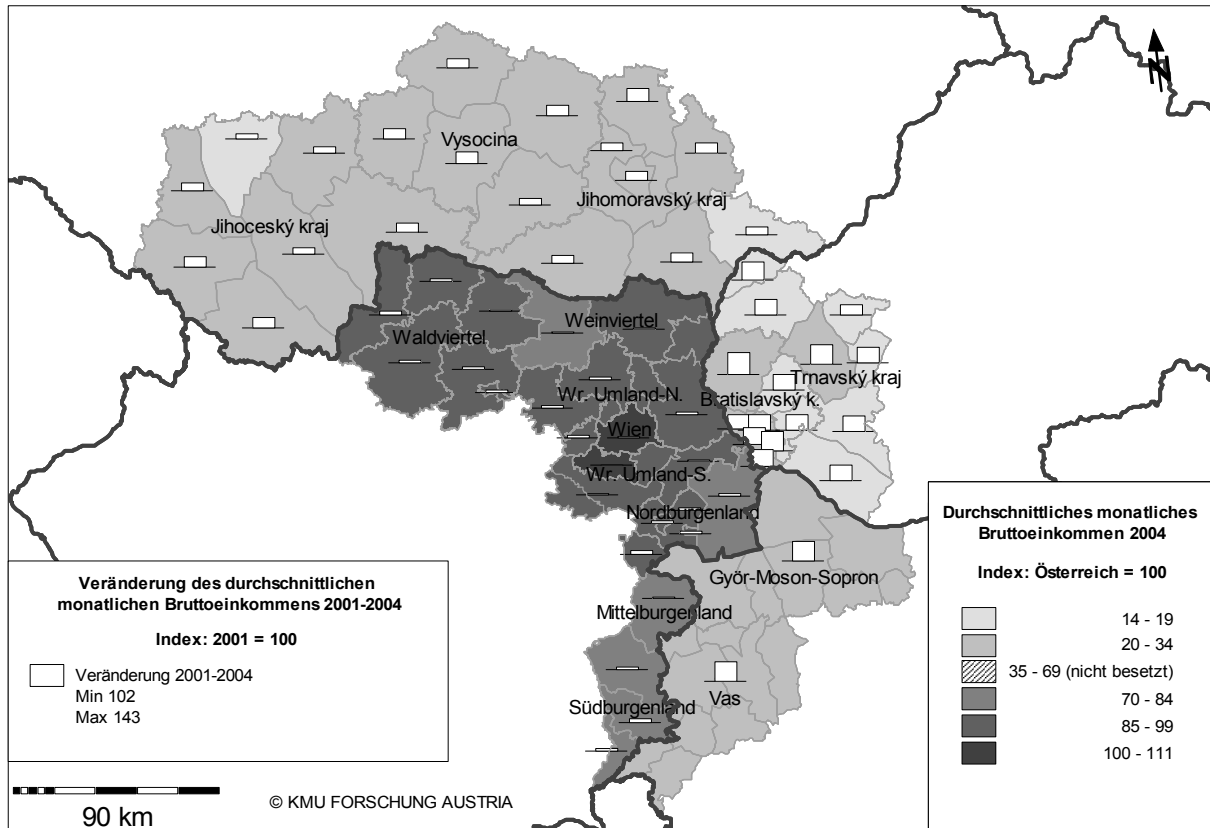 N
Vysocina
Jihomoravský kraj
Jihoceský kraj
Weinviertel
Waldviertel
Trnavský kraj
Wr. Umland-N.
Bratislavský k.
Wien
Wr. Umland-S.
Nordburgenland
Györ-Moson-Sopron
Mittelburgenland
Vas
Südburgenland
Veränderung des durchschnittlichen
monatlichen Bruttoeinkommens 2001-2004
Index: 2001 = 100
Veränderung 2001-2004
Min 102
Max 143
Durchschnittliches monatliches
Bruttoeinkommen 2004
Index: Österreich = 100
14 - 19
20 - 34
35 - 69 (nicht besetzt)
70 - 84
85 - 99
100 - 111
© KMU FORSCHUNG AUSTRIA
90 km